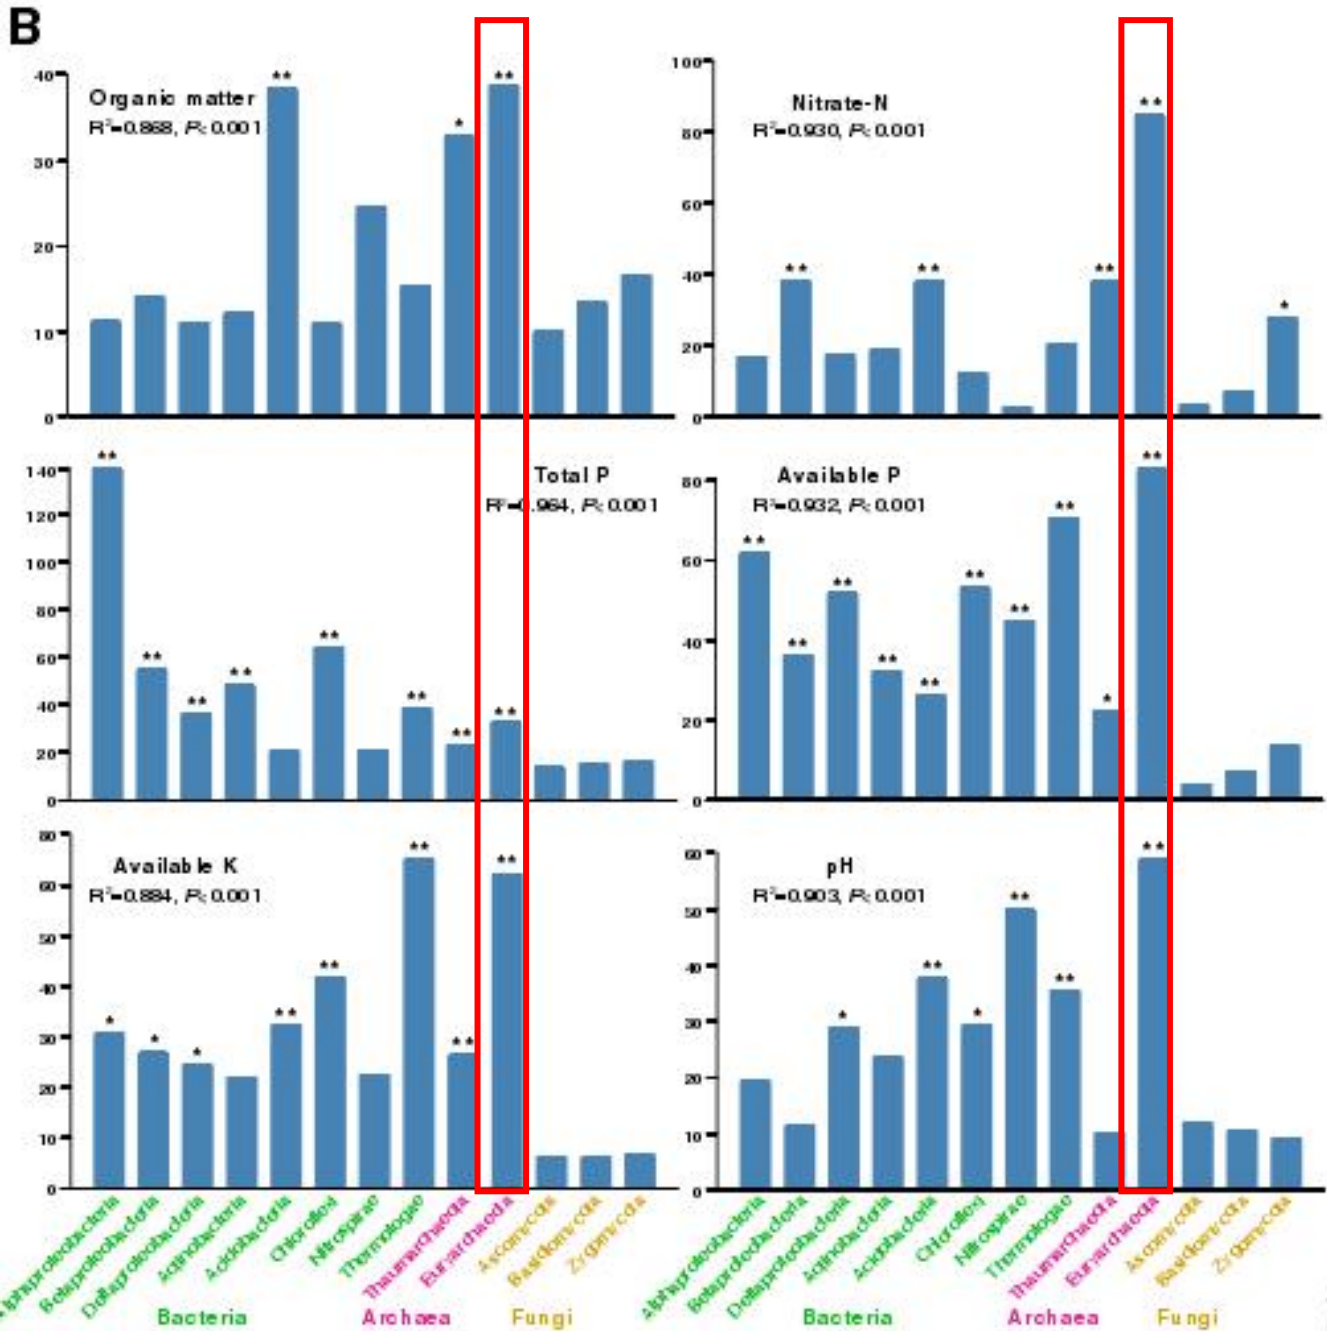 B
Organic matter
R²=0.868, P<0.001
40
30
20
10
0
Nitrate-N
R²=0.930, P<0.001
100
80
60
40
20
0
Total P
R²=0.964, P<0.001
140
120
100
80
60
40
20
0
Available P
R²=0.932, P<0.001
80
60
40
20
0
Available K
R²=0.884, P<0.001
80
60
50
40
30
20
10
0
pH
R²=0.903, P<0.001
60
50
40
30
20
10
0
Alphaproteobacteria
Betaproteobacteria
Deltaproteobacteria
Actinobacteria
Acidobacteria
Chloroflexi
Nitrospirae
Thermotogae
Thaumarchaeota
Euryarchaeota
Ascomycota
Basidiomycota
Zygomycota
Alphaproteobacteria
Betaproteobacteria
Deltaproteobacteria
Actinobacteria
Acidobacteria
Chloroflexi
Nitrospirae
Thermotogae
Thaumarchaeota
Euryarchaeota
Ascomycota
Basidiomycota
Zygomycota
Bacteria
Archaea
Fungi
Bacteria
Archaea
Fungi